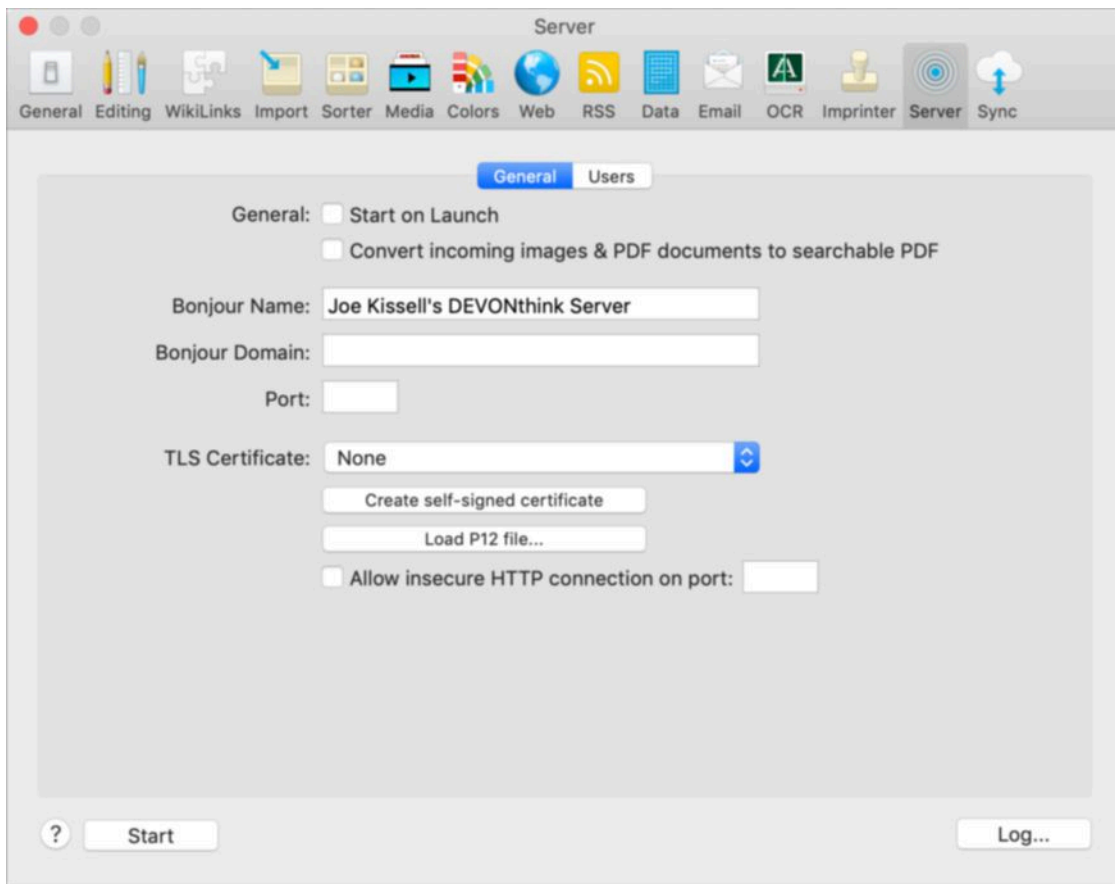 Server
General Editing WikiLinks Import Sorter Media Colors Web RSS Data Email OCR Imprinter Server Sync
General Users
General: Start on Launch
Convert incoming images & PDF documents to searchable PDF
Bonjour Name: Joe Kissell's DEVONthink Server
Bonjour Domain:
Port:
TLS Certificate: None
Create self-signed certificate
Load P12 file...
Allow insecure HTTP connection on port:
? Start Log...